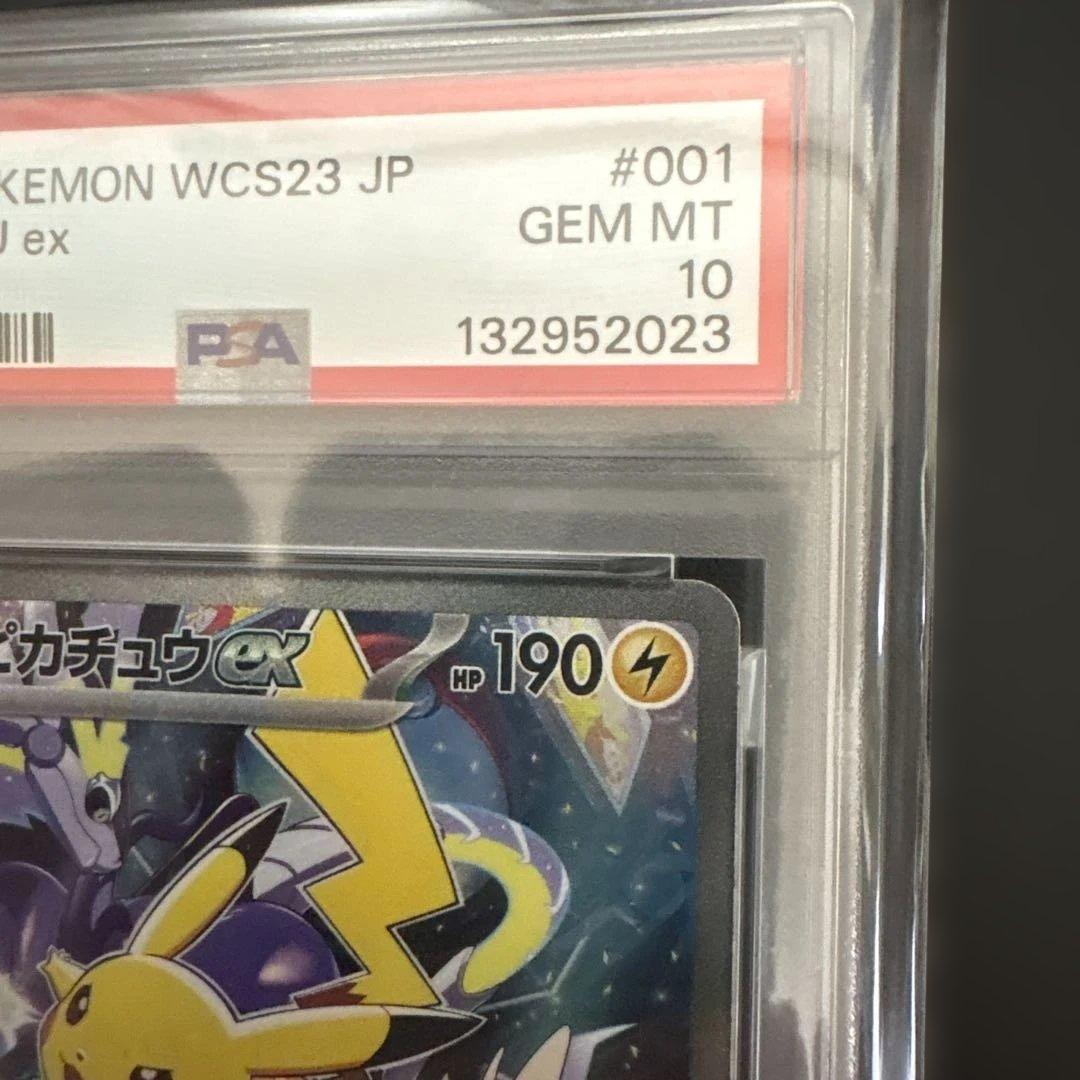 KEMON WCS23 JP #001
ex GEM MT
10
PSA 132952023
ピカチュウex HP 190